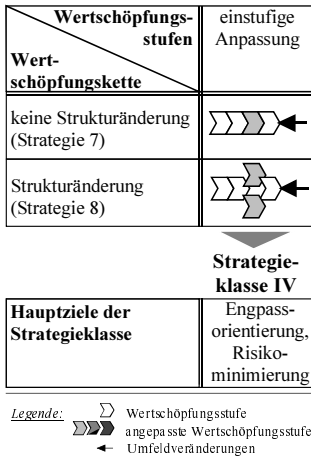 Wertschöpfungs-
stufen
Wert-
schöpfungskette
einstufige
Anpassung
keine Strukturänderung
(Strategie 7)
Strukturänderung
(Strategie 8)
Strategie-
klasse IV
Hauptziele der
Strategieklasse
Engpass-
orientierung,
Risiko-
minimierung
Legende:
Wertschöpfungsstufe
angepasste Wertschöpfungsstufe
Umfeldveränderungen